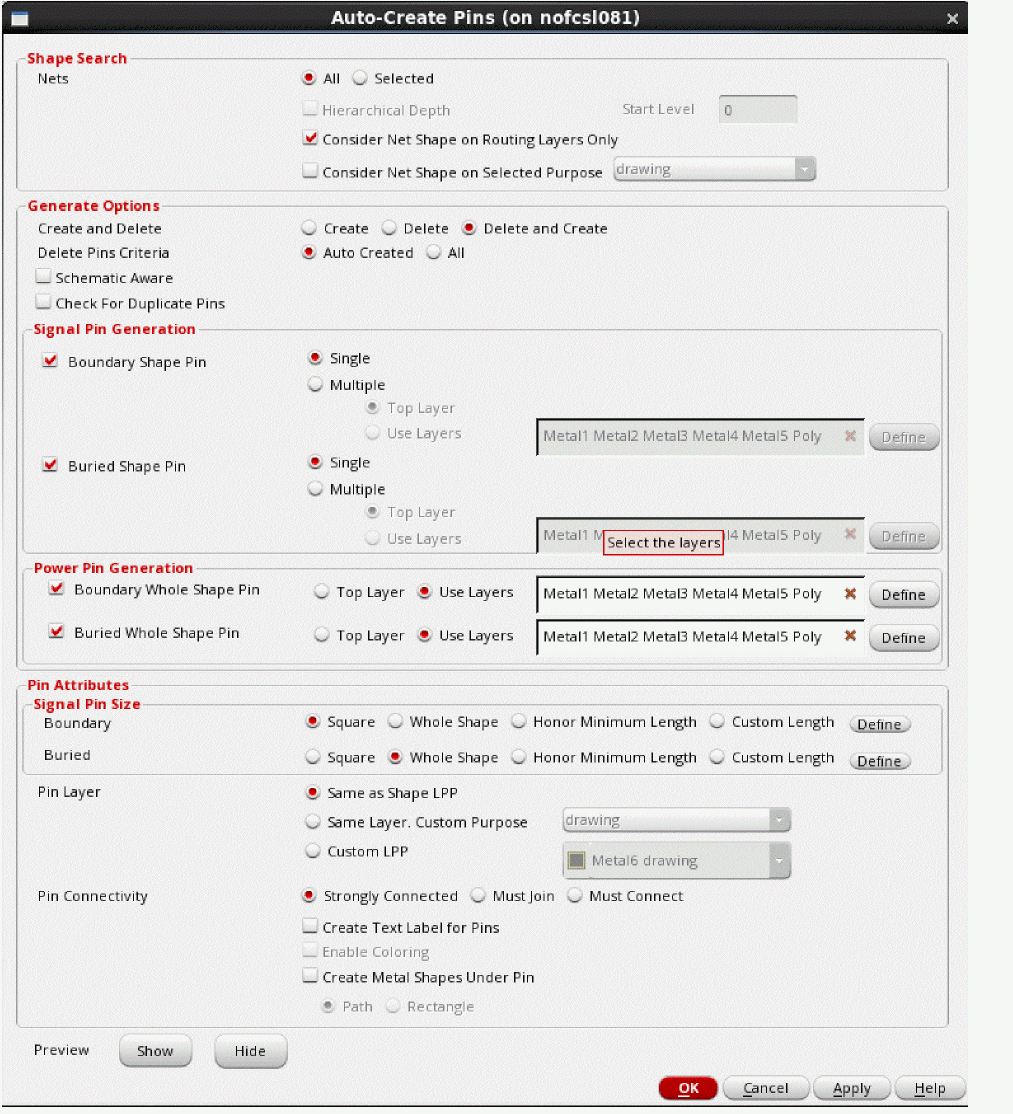 Auto-Create Pins (on nofcsl081)
Shape Search
Nets All Selected
Hierarchical Depth Start Level 0
Consider Net Shape on Routing Layers Only
Consider Net Shape on Selected Purpose drawing
Generate Options
Create and Delete Create Delete Delete and Create
Delete Pins Criteria Auto Created All
Schematic Aware
Check For Duplicate Pins
Signal Pin Generation
Boundary Shape Pin Single
Multiple
Top Layer
Use Layers Metal1 Metal2 Metal3 Metal4 Metal5 Poly Define
Buried Shape Pin Single
Multiple
Top Layer
Use Layers Metal1 l4 Metal5 Poly Define
Select the layers
Power Pin Generation
Boundary Whole Shape Pin Top Layer Use Layers Metal1 Metal2 Metal3 Metal4 Metal5 Poly Define
Buried Whole Shape Pin Top Layer Use Layers Metal1 Metal2 Metal3 Metal4 Metal5 Poly Define
Pin Attributes
Signal Pin Size
Boundary Square Whole Shape Honor Minimum Length Custom Length Define
Buried Square Whole Shape Honor Minimum Length Custom Length Define
Pin Layer Same as Shape LPP
Same Layer. Custom Purpose drawing
Custom LPP Metal6 drawing
Pin Connectivity Strongly Connected Must Join Must Connect
Create Text Label for Pins
Enable Coloring
Create Metal Shapes Under Pin
Path Rectangle
Preview Show Hide
OK Cancel Apply Help